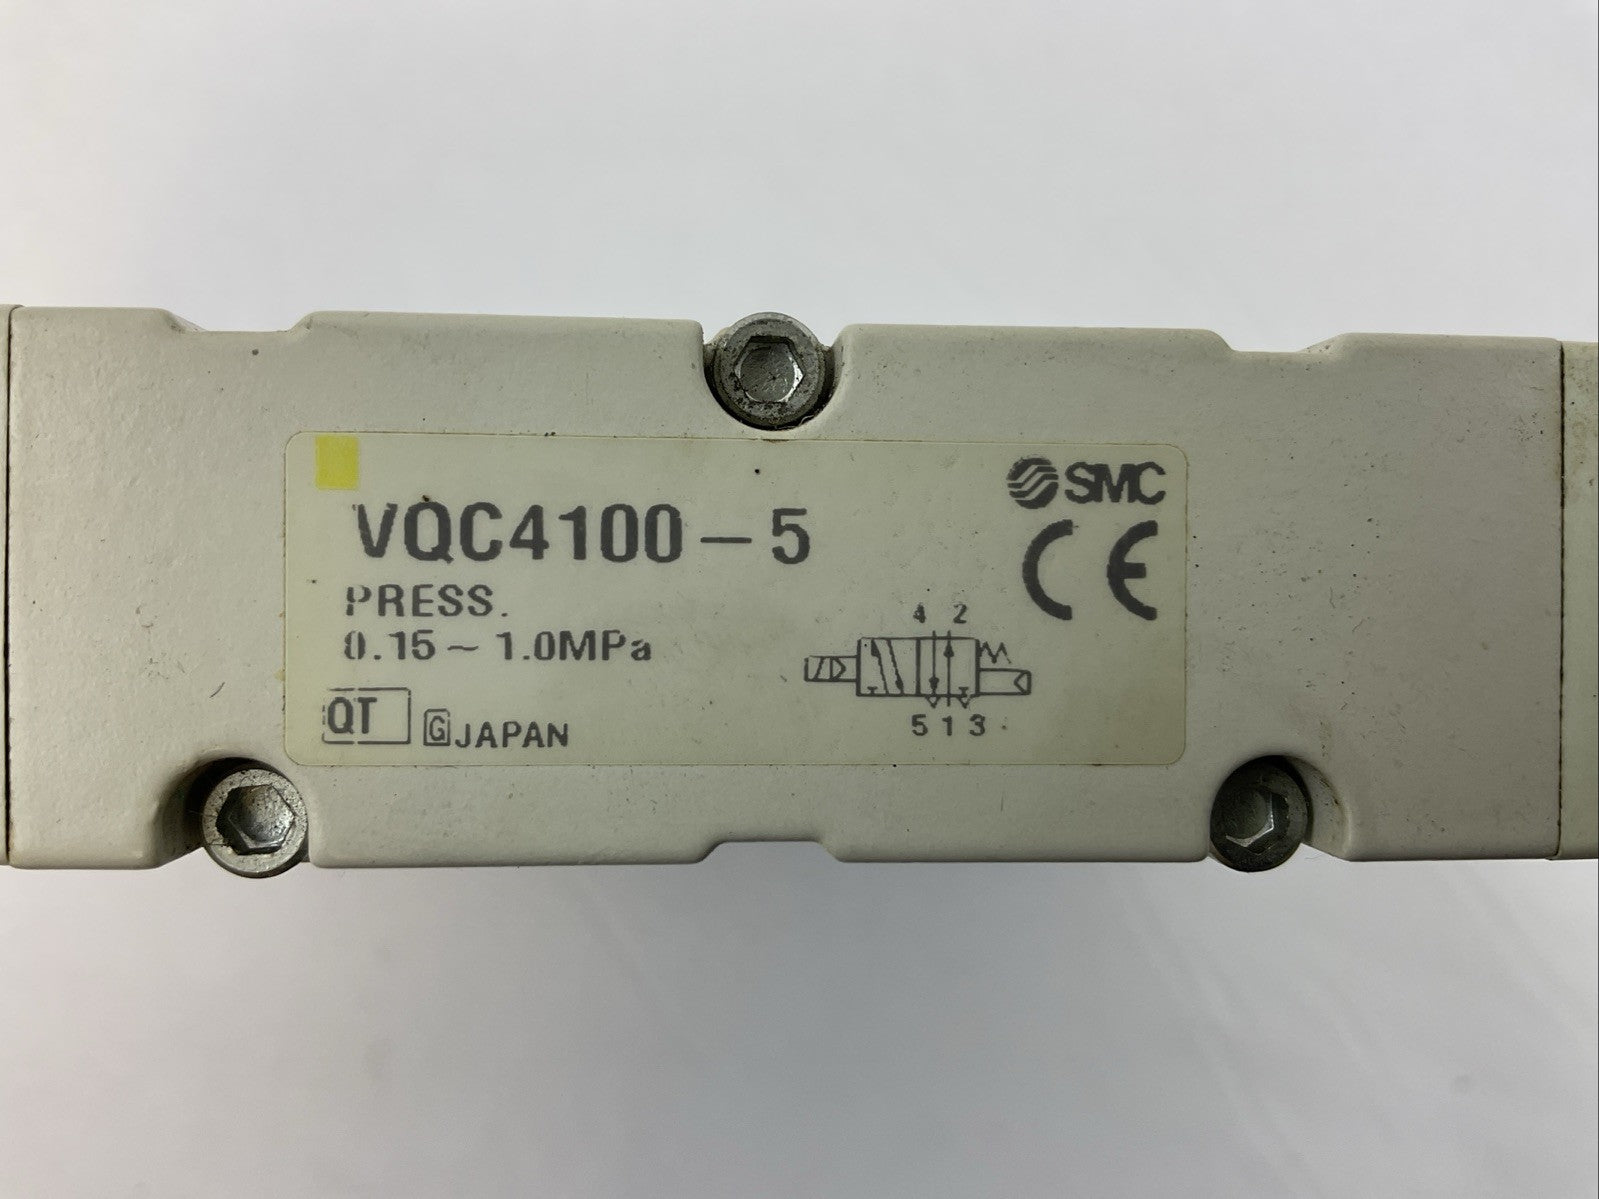 SMC
VQC4100-5
CE
PRESS.
0.15~1.0MPa
4 2
QT
G JAPAN
5 1 3